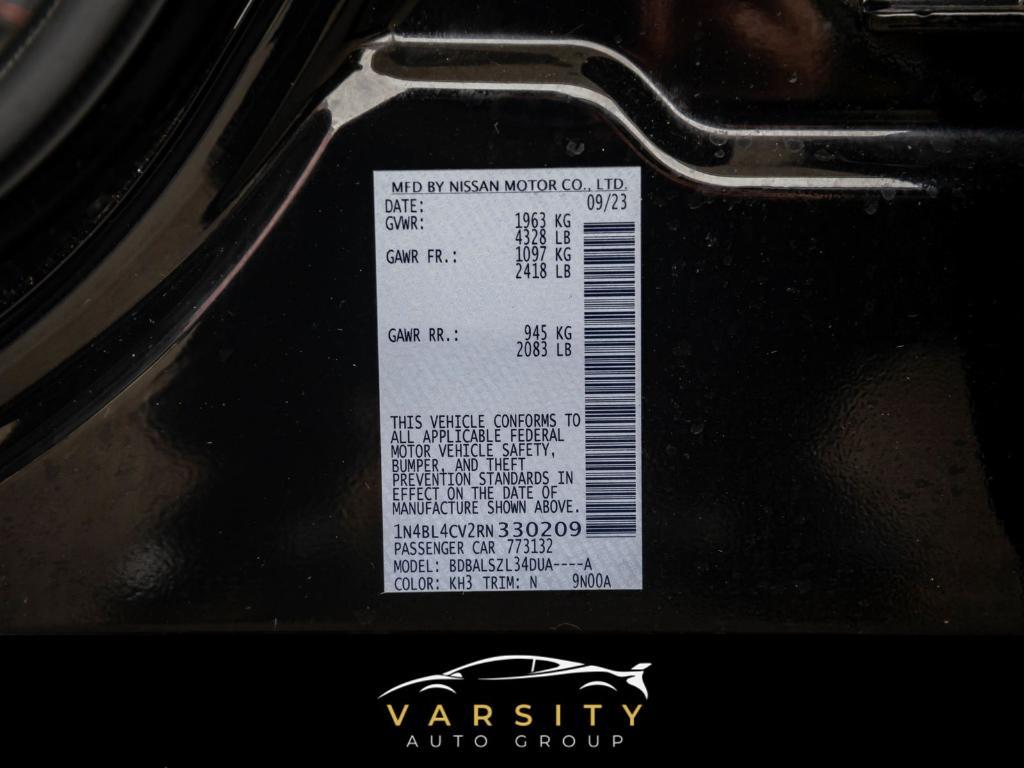 MFD BY NISSAN MOTOR CO., LTD.
DATE: 09/23
GVWR: 1963 KG
4328 LB
GAWR FR.: 1097 KG
2418 LB
GAWR RR.: 945 KG
2083 LB
THIS VEHICLE CONFORMS TO
ALL APPLICABLE FEDERAL
MOTOR VEHICLE SAFETY,
BUMPER, AND THEFT
PREVENTION STANDARDS IN
EFFECT ON THE DATE OF
MANUFACTURE SHOWN ABOVE.
1N4BL4CV2RN330209
PASSENGER CAR 773132
MODEL: BDBALSZL34DUA----A
COLOR: KH3 TRIM: N 9N00A
VARSITY
AUTO GROUP